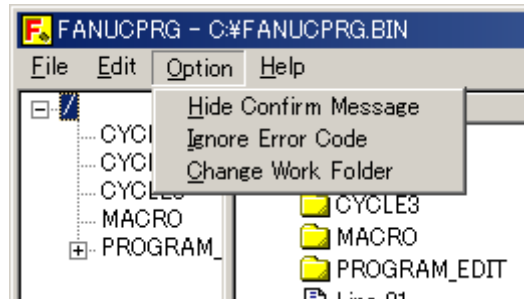 FANUCPRG - C:¥FANUCPRG.BIN
File Edit Option Help
Hide Confirm Message
Ignore Error Code
Change Work Folder
/
CYCLE3
MACRO
PROGRAM_
CYCLE3
MACRO
PROGRAM_EDIT